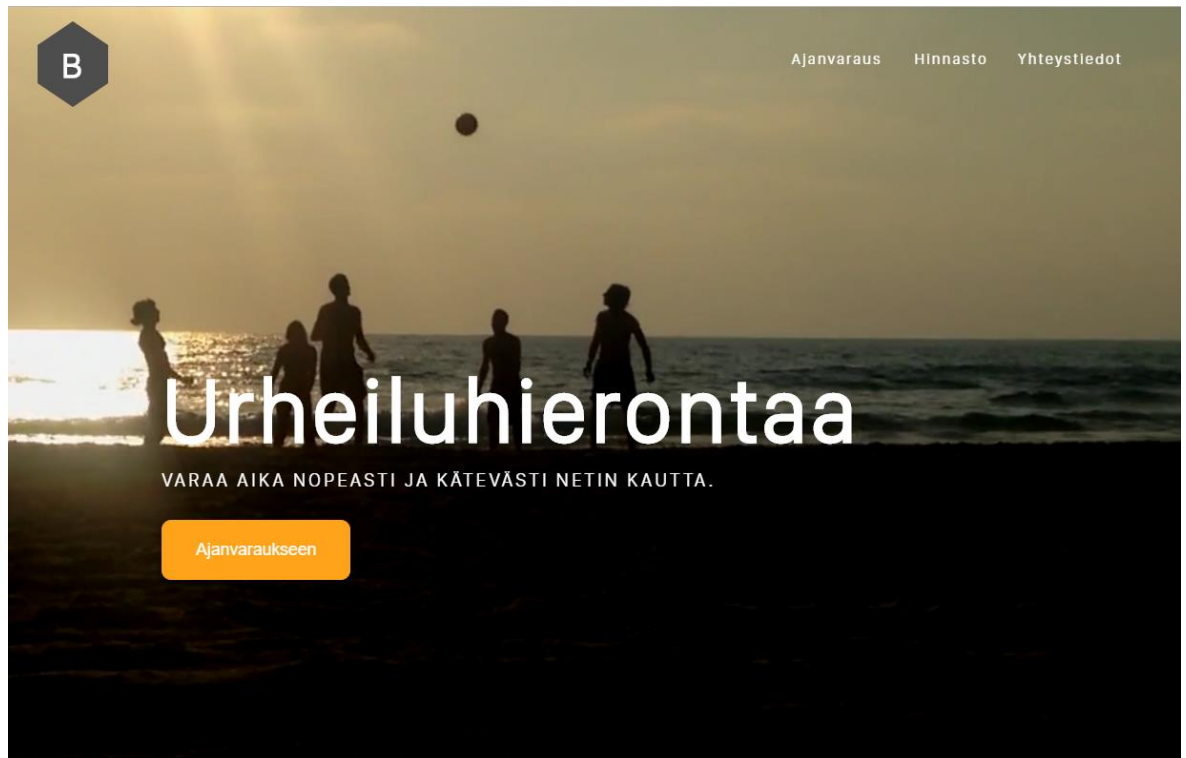 B
Ajanvaraus Hinnasto Yhteystiedot
Urheiluhierontaa
VARAA AIKA NOPEASTI JA KÄTEVÄSTI NETIN KAUTTA.
Ajanvaraukseen